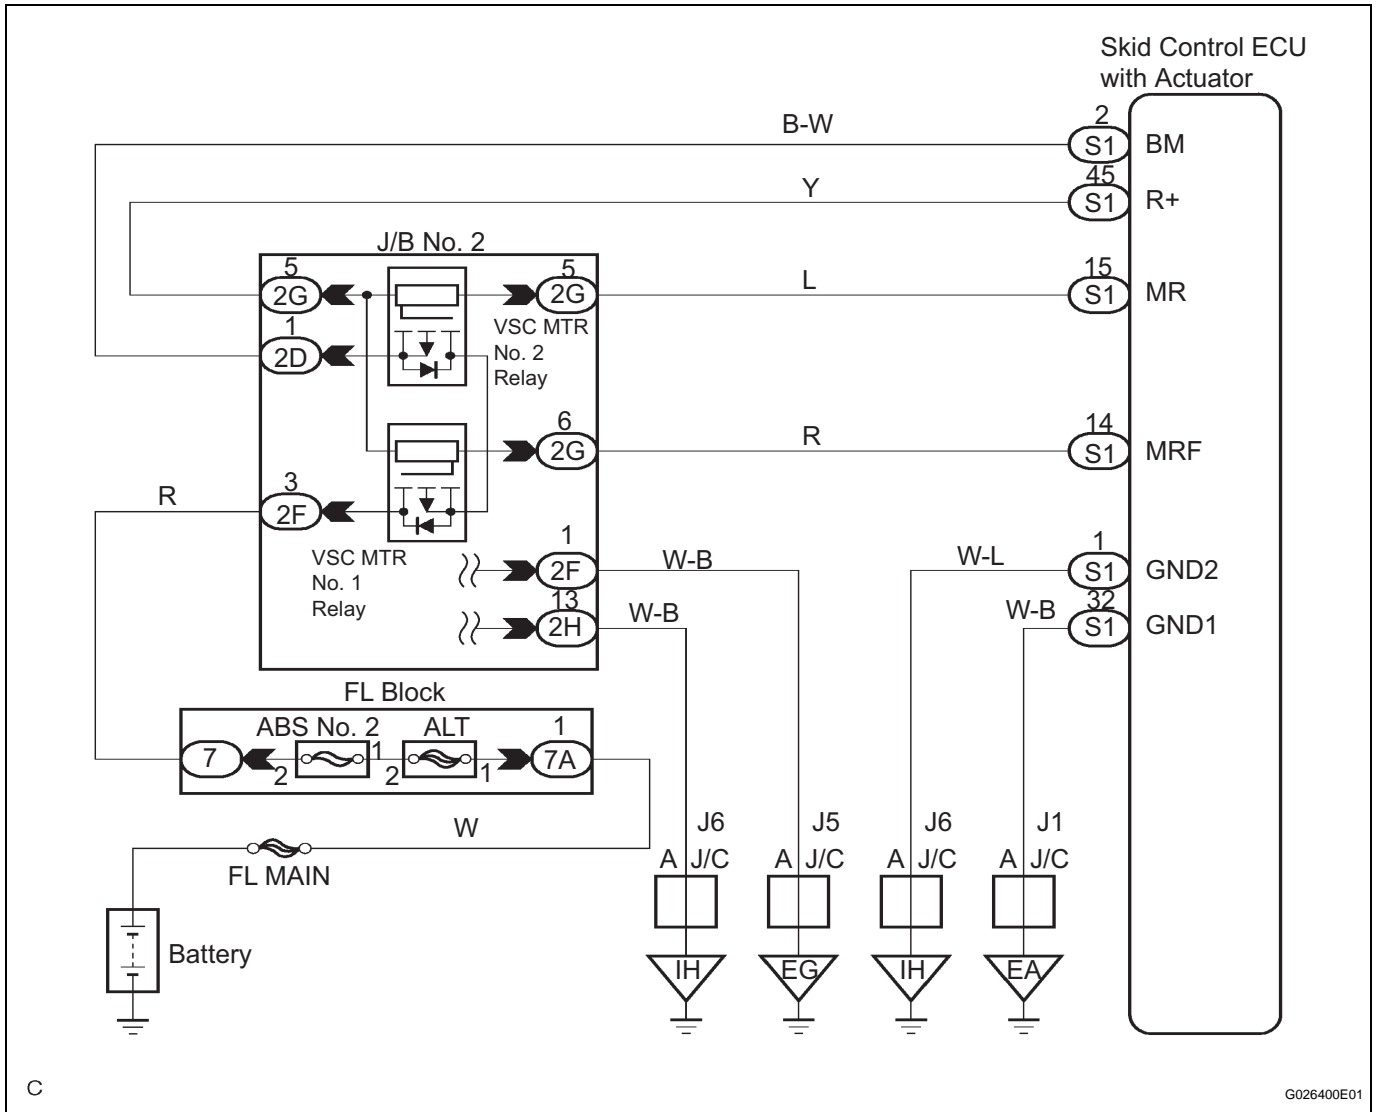 Skid Control ECU
with Actuator
B-W
2
S1
BM
Y
45
S1
R+
J/B No. 2
5
2G
5
2G
L
15
S1
MR
1
2D
VSC MTR
No. 2
Relay
6
2G
R
14
S1
MRF
R
3
2F
VSC MTR
No. 1
Relay
1
2F
W-B
W-L
1
S1
GND2
13
2H
W-B
W-B
32
S1
GND1
FL Block
ABS No. 2
ALT
1
7
2
1
2
1
7A
W
FL MAIN
J6
J5
J6
J1
A J/C
A J/C
A J/C
A J/C
Battery
IH
EG
IH
EA
C
G026400E01